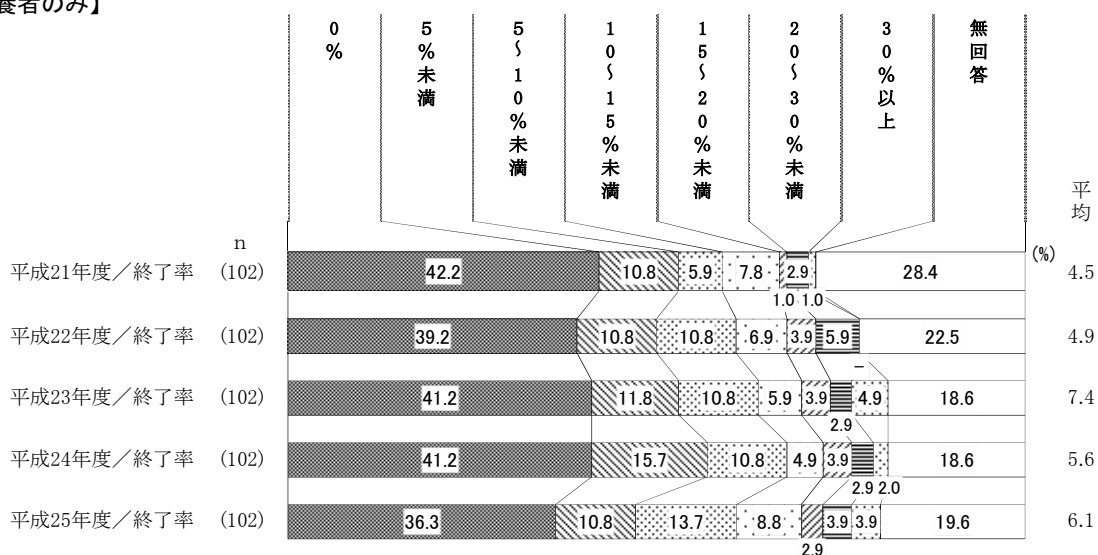 養者のみ】
0%
5%未満
5～10%未満
10～15%未満
15～20%未満
20～30%未満
30%以上
無回答
平均
n
(%)
平成21年度／終了率 (102) 42.2 10.8 5.9 7.8 2.9 28.4 4.5
1.0 1.0
平成22年度／終了率 (102) 39.2 10.8 10.8 6.9 3.9 5.9 22.5 4.9
－
平成23年度／終了率 (102) 41.2 11.8 10.8 5.9 3.9 4.9 18.6 7.4
2.9
平成24年度／終了率 (102) 41.2 15.7 10.8 4.9 3.9 18.6 5.6
2.9 2.0
平成25年度／終了率 (102) 36.3 10.8 13.7 8.8 3.9 3.9 19.6 6.1
2.9